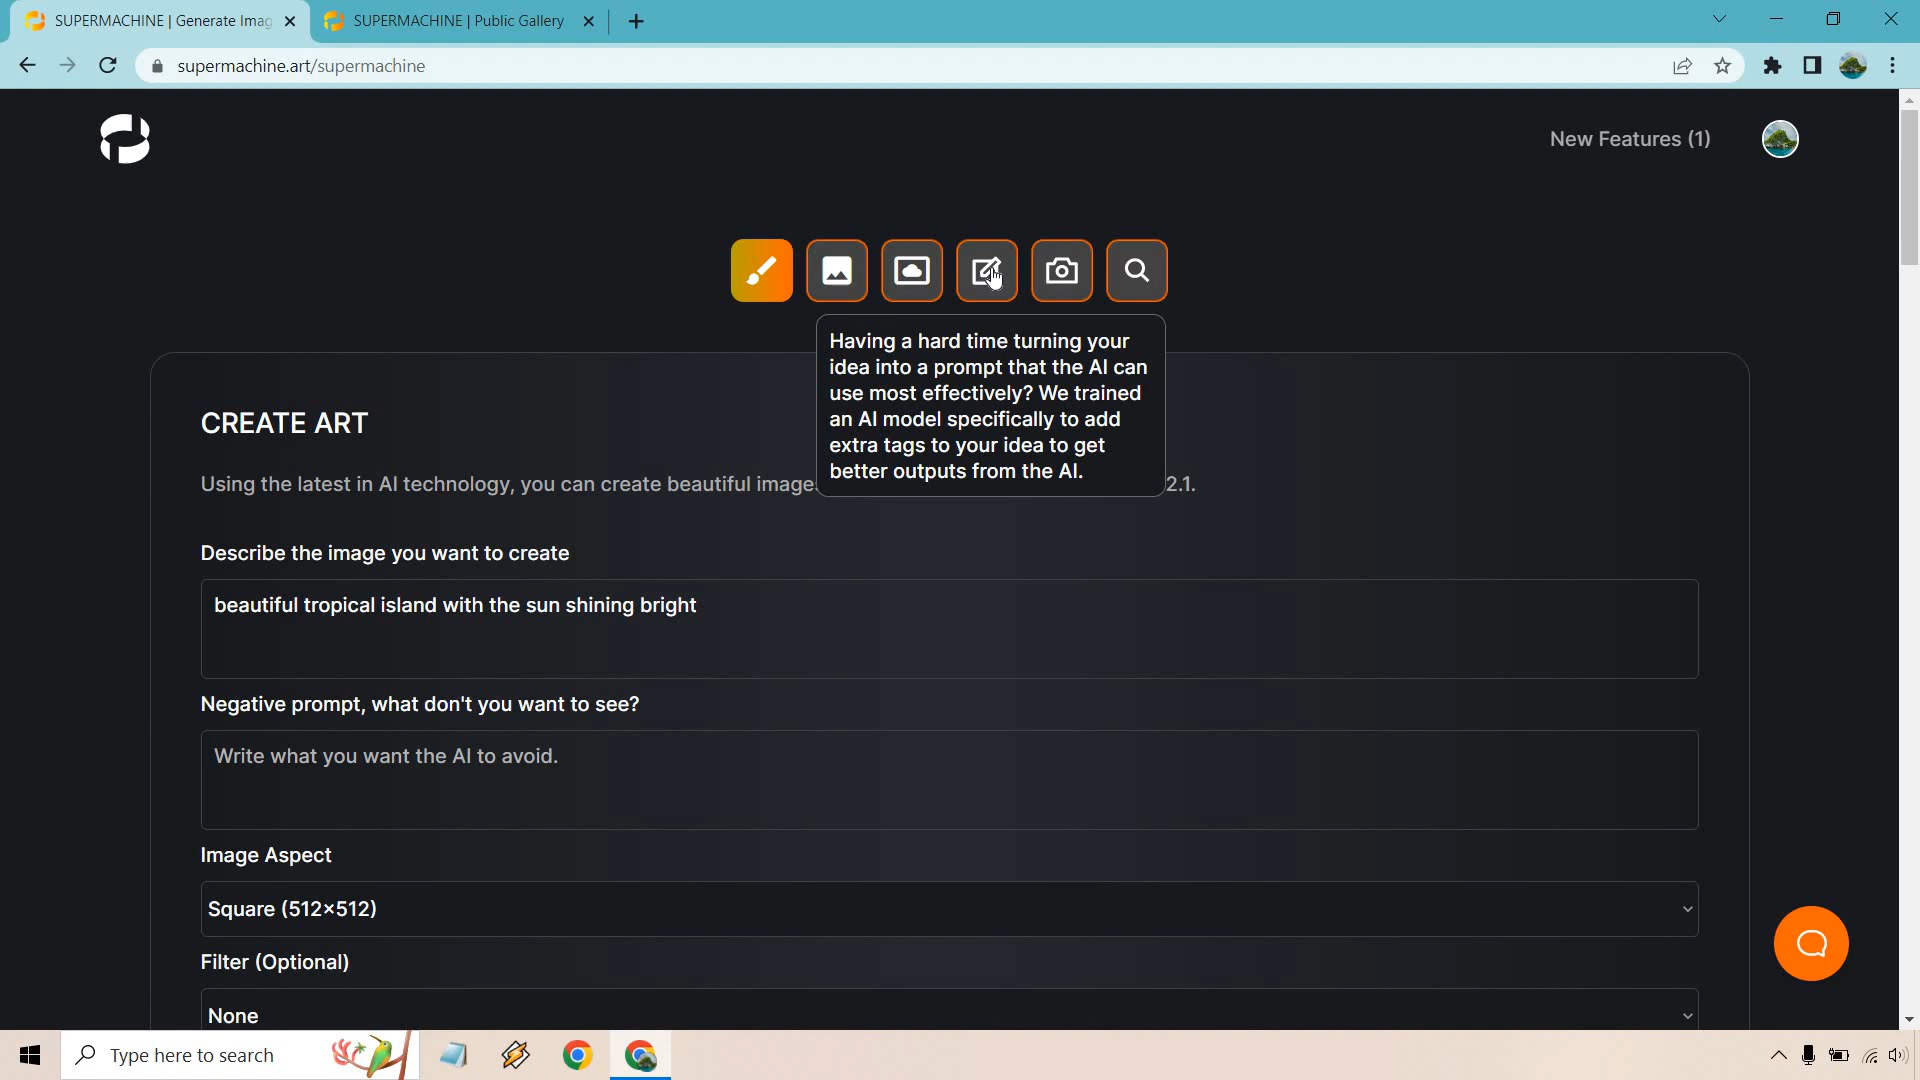 SUPERMACHINE | Generate Imag
SUPERMACHINE | Public Gallery
supermachine.art/supermachine
New Features (1)
Having a hard time turning your
idea into a prompt that the AI can
use most effectively? We trained
an AI model specifically to add
extra tags to your idea to get
better outputs from the AI.
CREATE ART
Using the latest in AI technology, you can create beautiful images 2.1.
Describe the image you want to create
beautiful tropical island with the sun shining bright
Negative prompt, what don't you want to see?
Write what you want the AI to avoid.
Image Aspect
Square (512×512)
Filter (Optional)
None
Type here to search